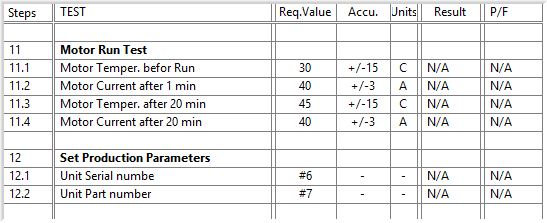 Steps TEST Req.Value Accu. Units Result P/F
11 Motor Run Test
11.1 Motor Temper. befor Run 30 +/-15 C N/A N/A
11.2 Motor Current after 1 min 40 +/-3 A N/A N/A
11.3 Motor Temper. after 20 min 45 +/-15 C N/A N/A
11.4 Motor Current after 20 min 40 +/-3 A N/A N/A
12 Set Production Parameters
12.1 Unit Serial numbe #6 - - N/A N/A
12.2 Unit Part number #7 - - N/A N/A